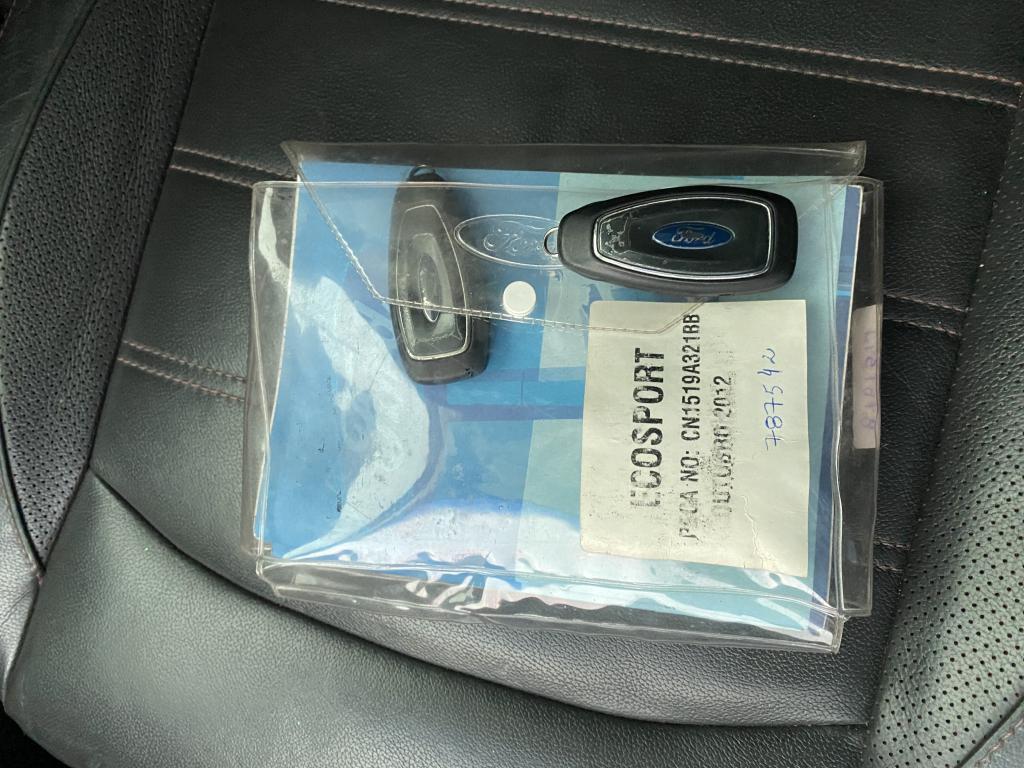 Ford
Ford
ECOSPORT
PEÇA NO: CN1519A321BB
OUTUBRO 2012
787542